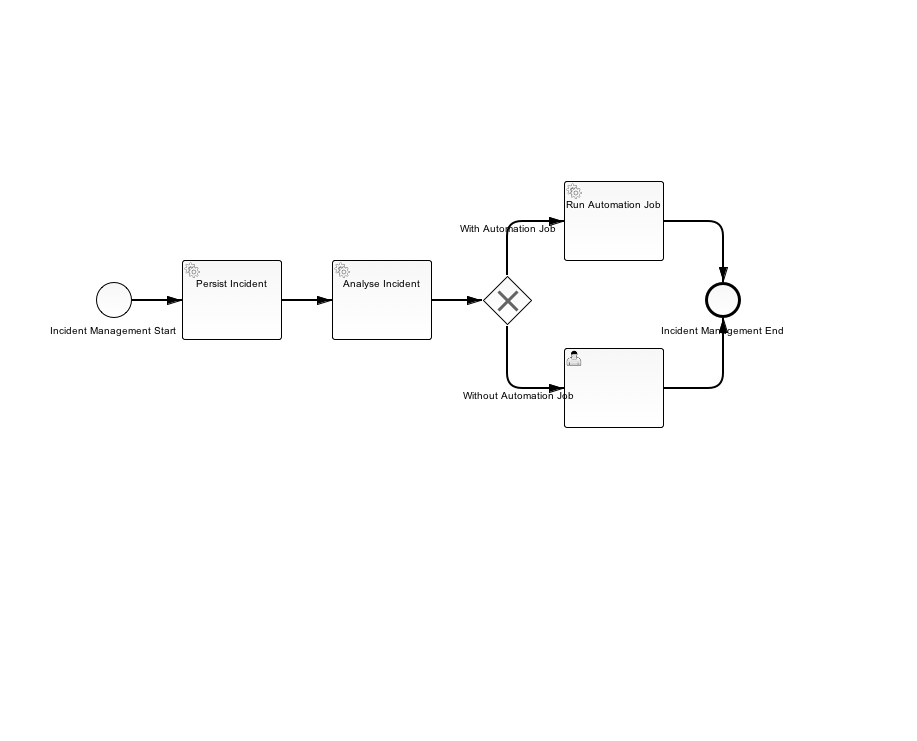 Incident Management Start
Persist Incident
Analyse Incident
With Automation Job
Run Automation Job
Without Automation Job
Incident Management End